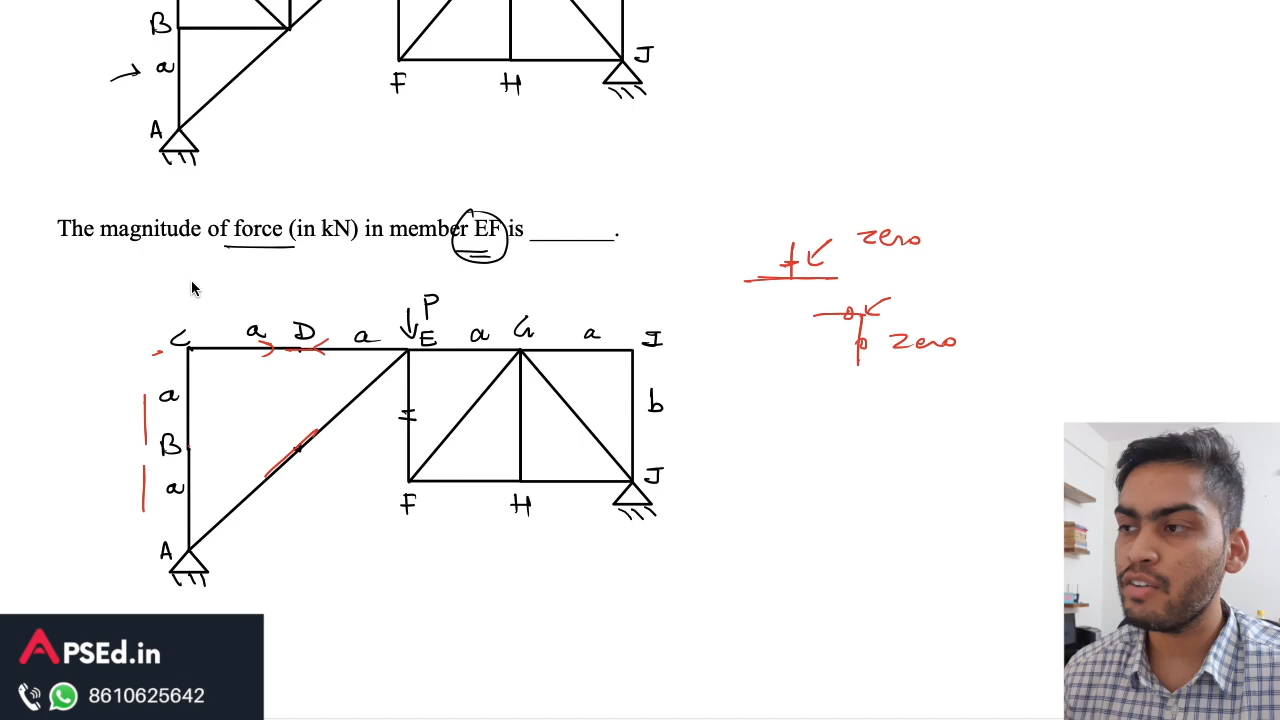 B
a
J
F H
A
The magnitude of force (in kN) in member EF is ________.
zero
P
zero
C a D a E a G a I
a b
B
a J
F H
A
APSEd.in
8610625642